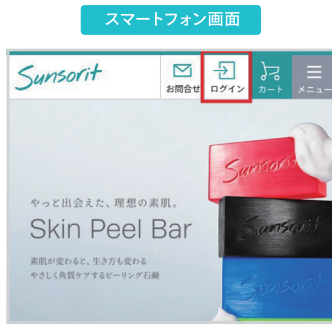 スマートフォン画面
Sunsorit
お問合せ
ログイン
カート
メニュー
やっと出会えた、理想の素肌。
Skin Peel Bar
素肌が変わると、生き方も変わる
やさしく角質ケアするピーリング石鹸
Sunsorit
Sunsorit
Sunsorit